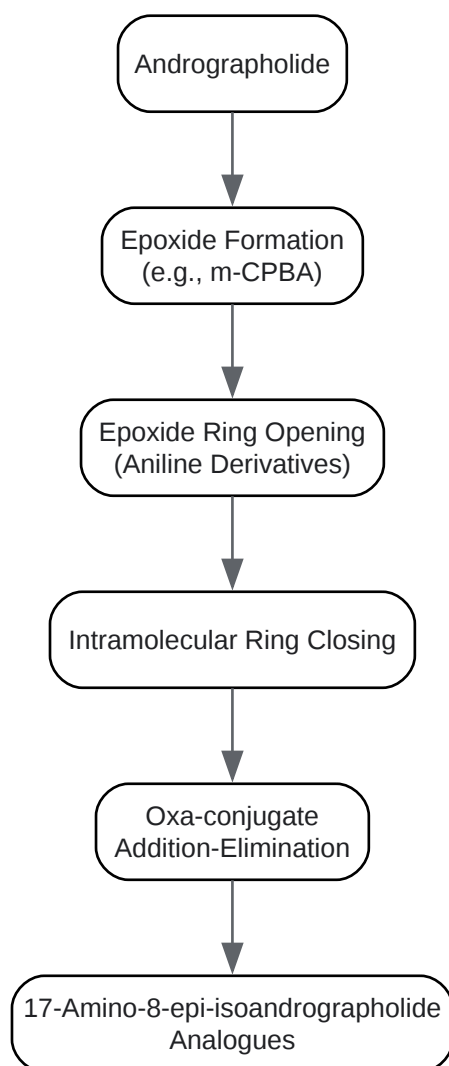 Andrographolide
Epoxide Formation
(e.g., m-CPBA)
Epoxide Ring Opening
(Aniline Derivatives)
Intramolecular Ring Closing
Oxa-conjugate
Addition-Elimination
17-Amino-8-epi-isoandrographolide
Analogues